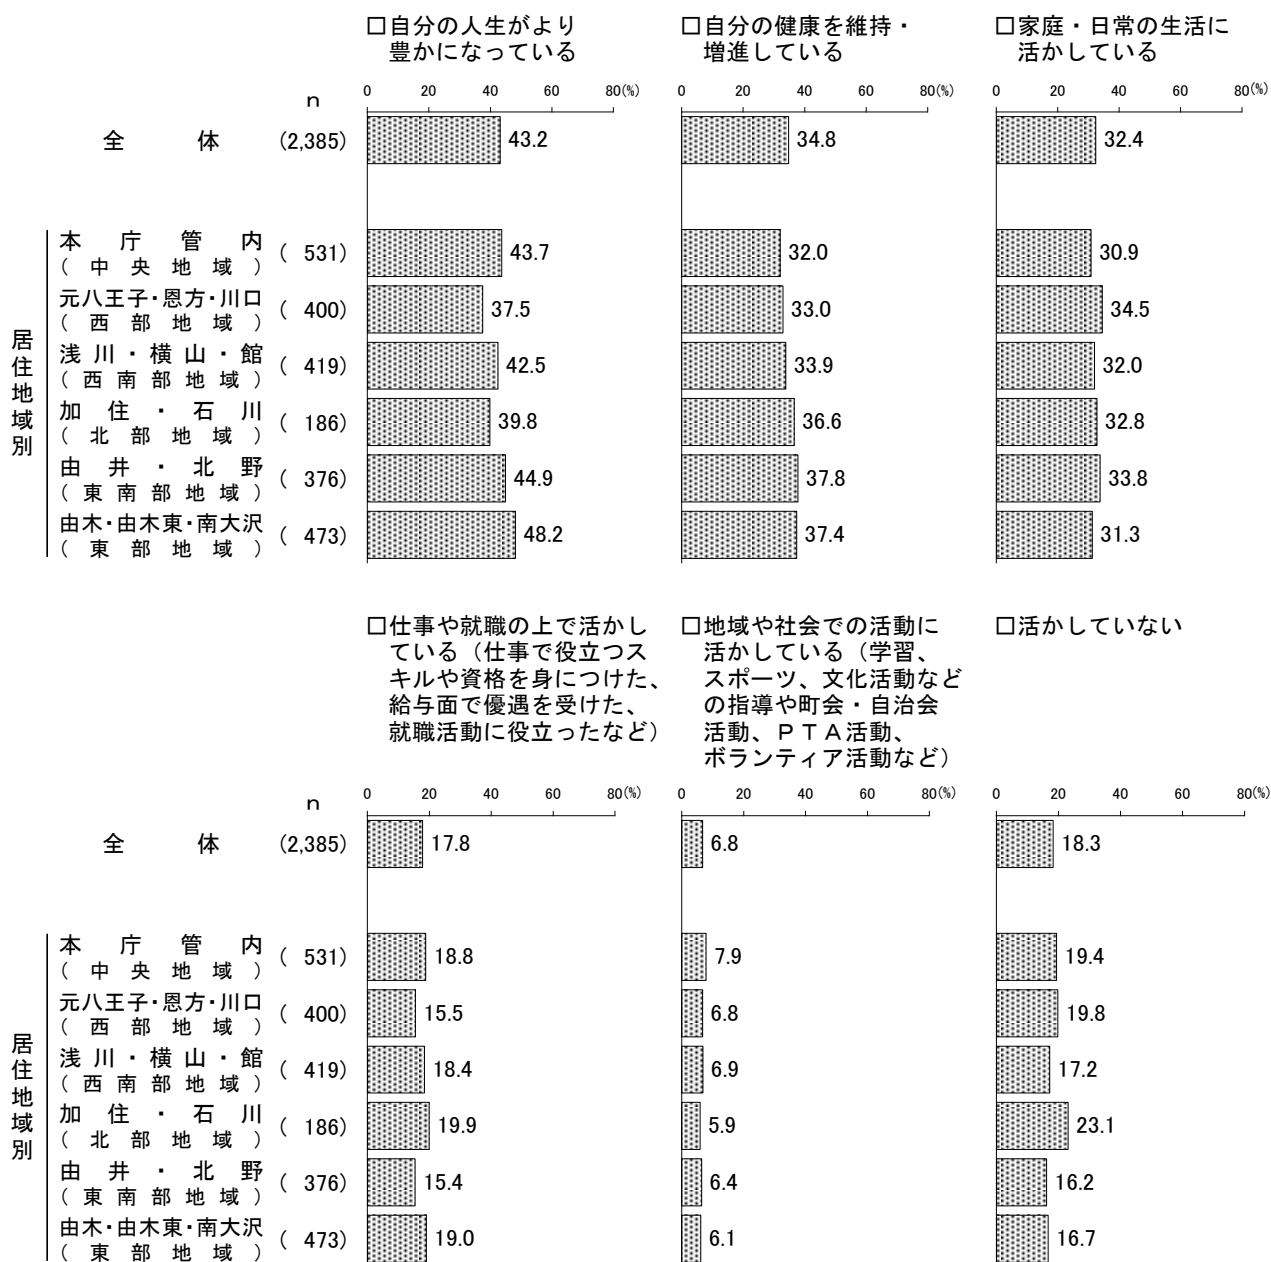 □自分の人生がより
豊かになっている
□自分の健康を維持・
増進している
□家庭・日常の生活に
活かしている
n
0 20 40 60 80(%)
0 20 40 60 80(%)
0 20 40 60 80(%)
全体 (2,385) 43.2 34.8 32.4
居住地域別
本庁管内
(中央地域)
( 531) 43.7 32.0 30.9
元八王子・恩方・川口
(西部地域)
( 400) 37.5 33.0 34.5
浅川・横山・館
(西南部地域)
( 419) 42.5 33.9 32.0
加住・石川
(北部地域)
( 186) 39.8 36.6 32.8
由井・北野
(東南部地域)
( 376) 44.9 37.8 33.8
由木・由木東・南大沢
(東部地域)
( 473) 48.2 37.4 31.3
□仕事や就職の上で活かし
ている（仕事で役立つス
キルや資格を身につけた、
給与面で優遇を受けた、
就職活動に役立ったなど）
□地域や社会での活動に
活かしている（学習、
スポーツ、文化活動など
の指導や町会・自治会
活動、ＰＴＡ活動、
ボランティア活動など）
□活かしていない
n
0 20 40 60 80(%)
0 20 40 60 80(%)
0 20 40 60 80(%)
全体 (2,385) 17.8 6.8 18.3
居住地域別
本庁管内
(中央地域)
( 531) 18.8 7.9 19.4
元八王子・恩方・川口
(西部地域)
( 400) 15.5 6.8 19.8
浅川・横山・館
(西南部地域)
( 419) 18.4 6.9 17.2
加住・石川
(北部地域)
( 186) 19.9 5.9 23.1
由井・北野
(東南部地域)
( 376) 15.4 6.4 16.2
由木・由木東・南大沢
(東部地域)
( 473) 19.0 6.1 16.7